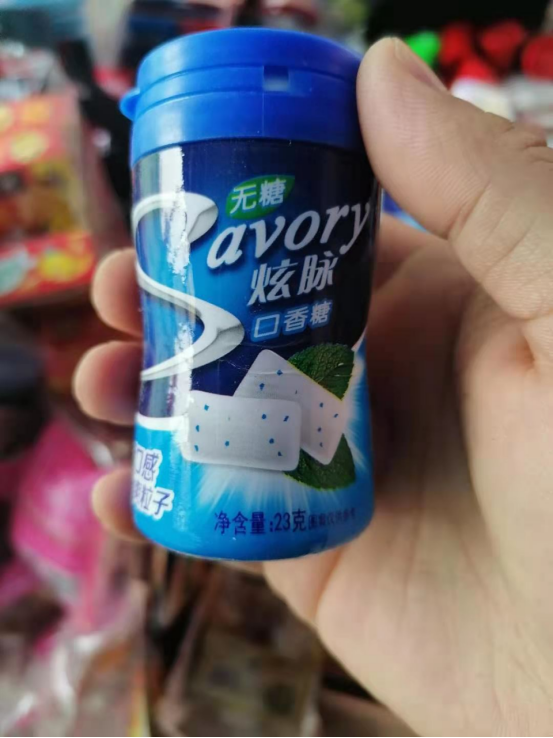 无糖
Savory
炫脉
口香糖
口感
粒子
净含量:23克